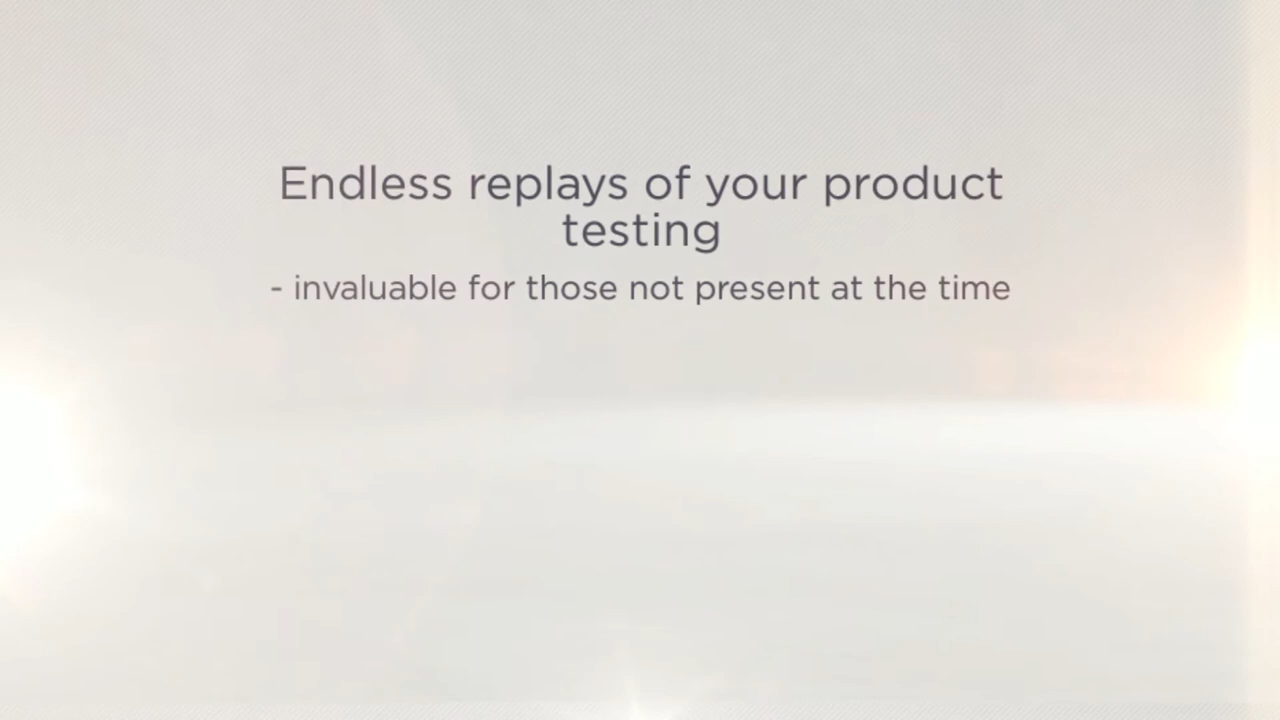 Endless replays of your product
testing
- invaluable for those not present at the time